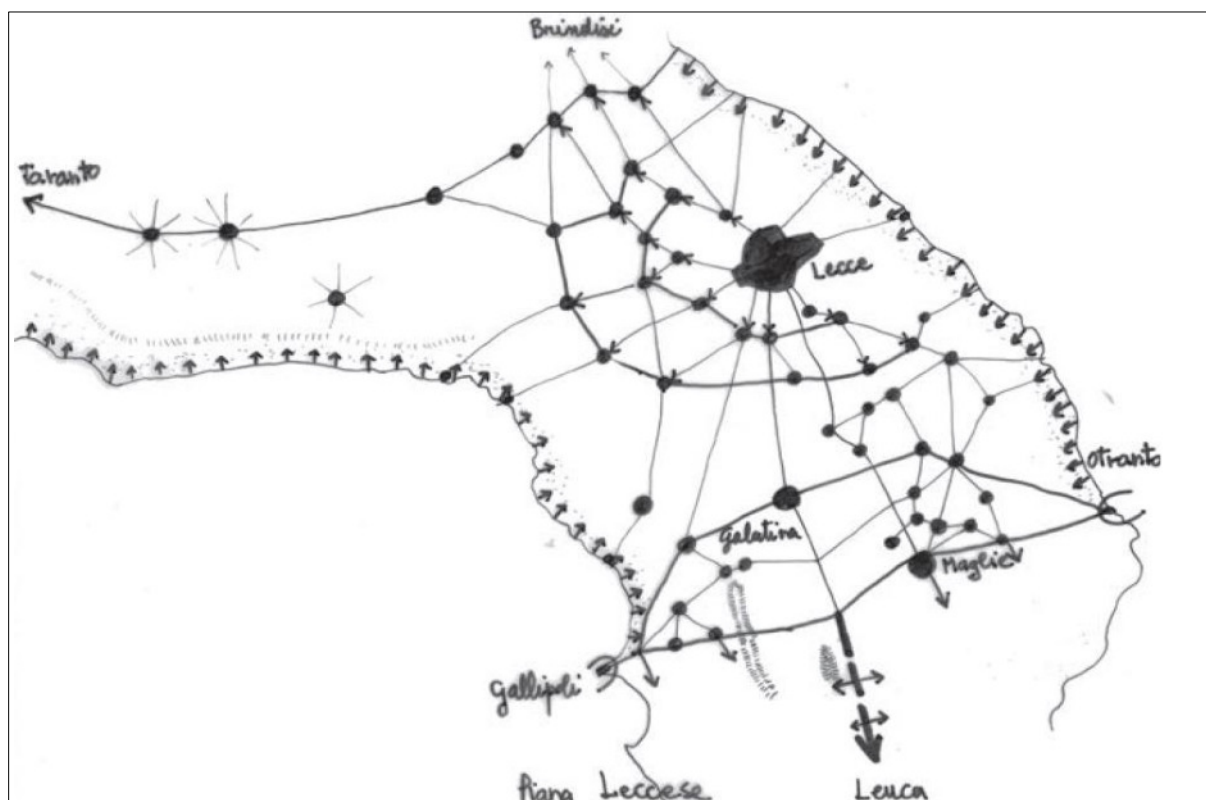 Brindisi
Taranto
Lecce
Otranto
Galatina
Maglie
Gallipoli
Piana Leccese
Leuca